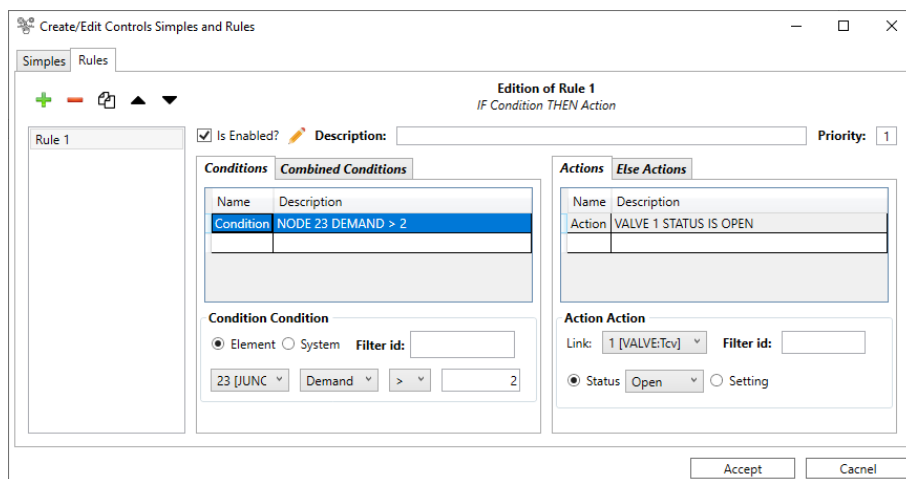 Create/Edit Controls Simples and Rules
Simples Rules
Edition of Rule 1
IF Condition THEN Action
Rule 1
Is Enabled? Description: Priority: 1
Conditions Combined Conditions
Actions Else Actions
Name Description
Name Description
Condition NODE 23 DEMAND > 2
Action VALVE 1 STATUS IS OPEN
Condition Condition
Action Action
Element System Filter id:
Link: 1 [VALVE:Tcv] Filter id:
23 [JUNC Demand > 2
Status Open Setting
Accept Cacnel